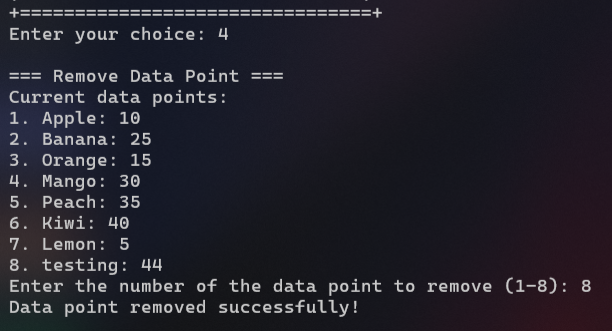 +================================+
Enter your choice: 4
=== Remove Data Point ===
Current data points:
1. Apple: 10
2. Banana: 25
3. Orange: 15
4. Mango: 30
5. Peach: 35
6. Kiwi: 40
7. Lemon: 5
8. testing: 44
Enter the number of the data point to remove (1-8): 8
Data point removed successfully!